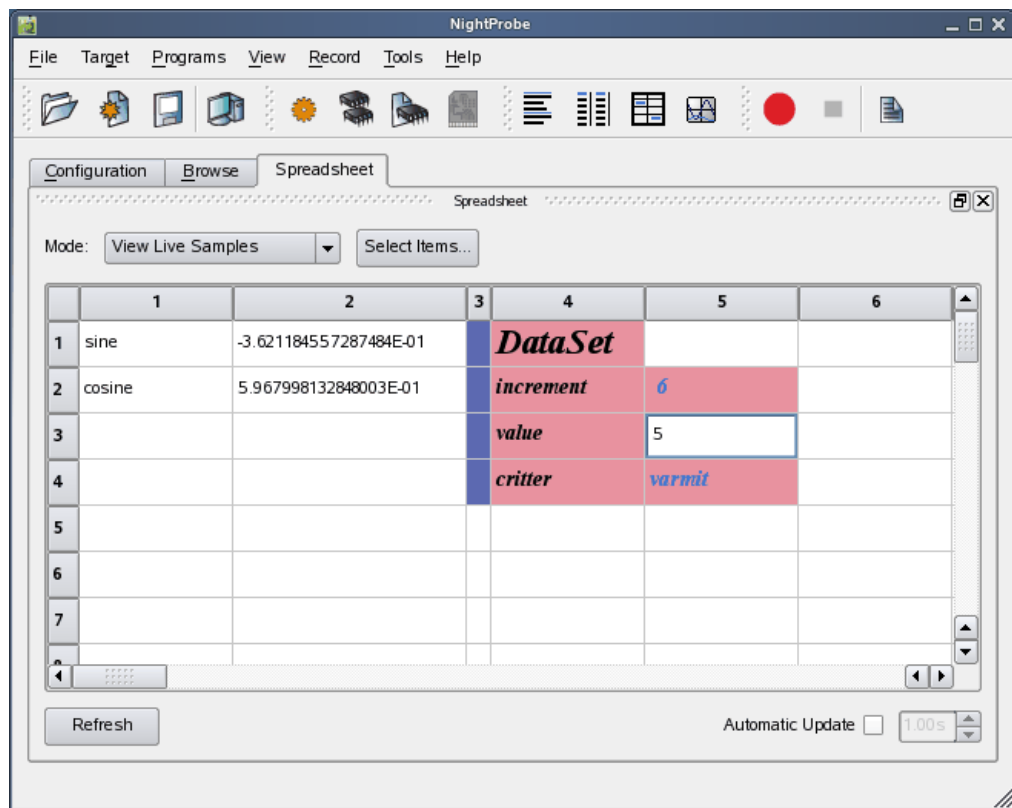 NightProbe
File Target Programs View Record Tools Help
Configuration Browse Spreadsheet
Spreadsheet
Mode: View Live Samples Select Items...
1 2 3 4 5 6
1 sine -3.621184557287484E-01 DataSet
2 cosine 5.967998132848003E-01 increment 6
3 value 5
4 critter varmit
5
6
7
8
Refresh Automatic Update 1.00s